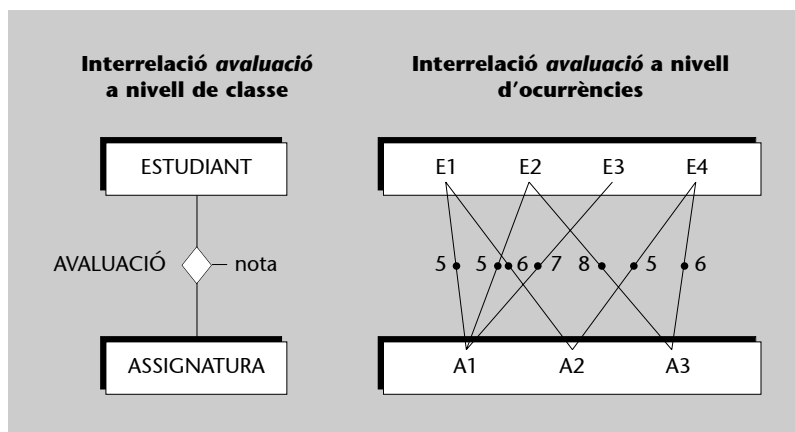 Interrelació avaluació
a nivell de classe
Interrelació avaluació a nivell
d'ocurrències
ESTUDIANT
E1 E2 E3 E4
AVALUACIÓ nota
5 5 6 7 8 5 6
ASSIGNATURA
A1 A2 A3